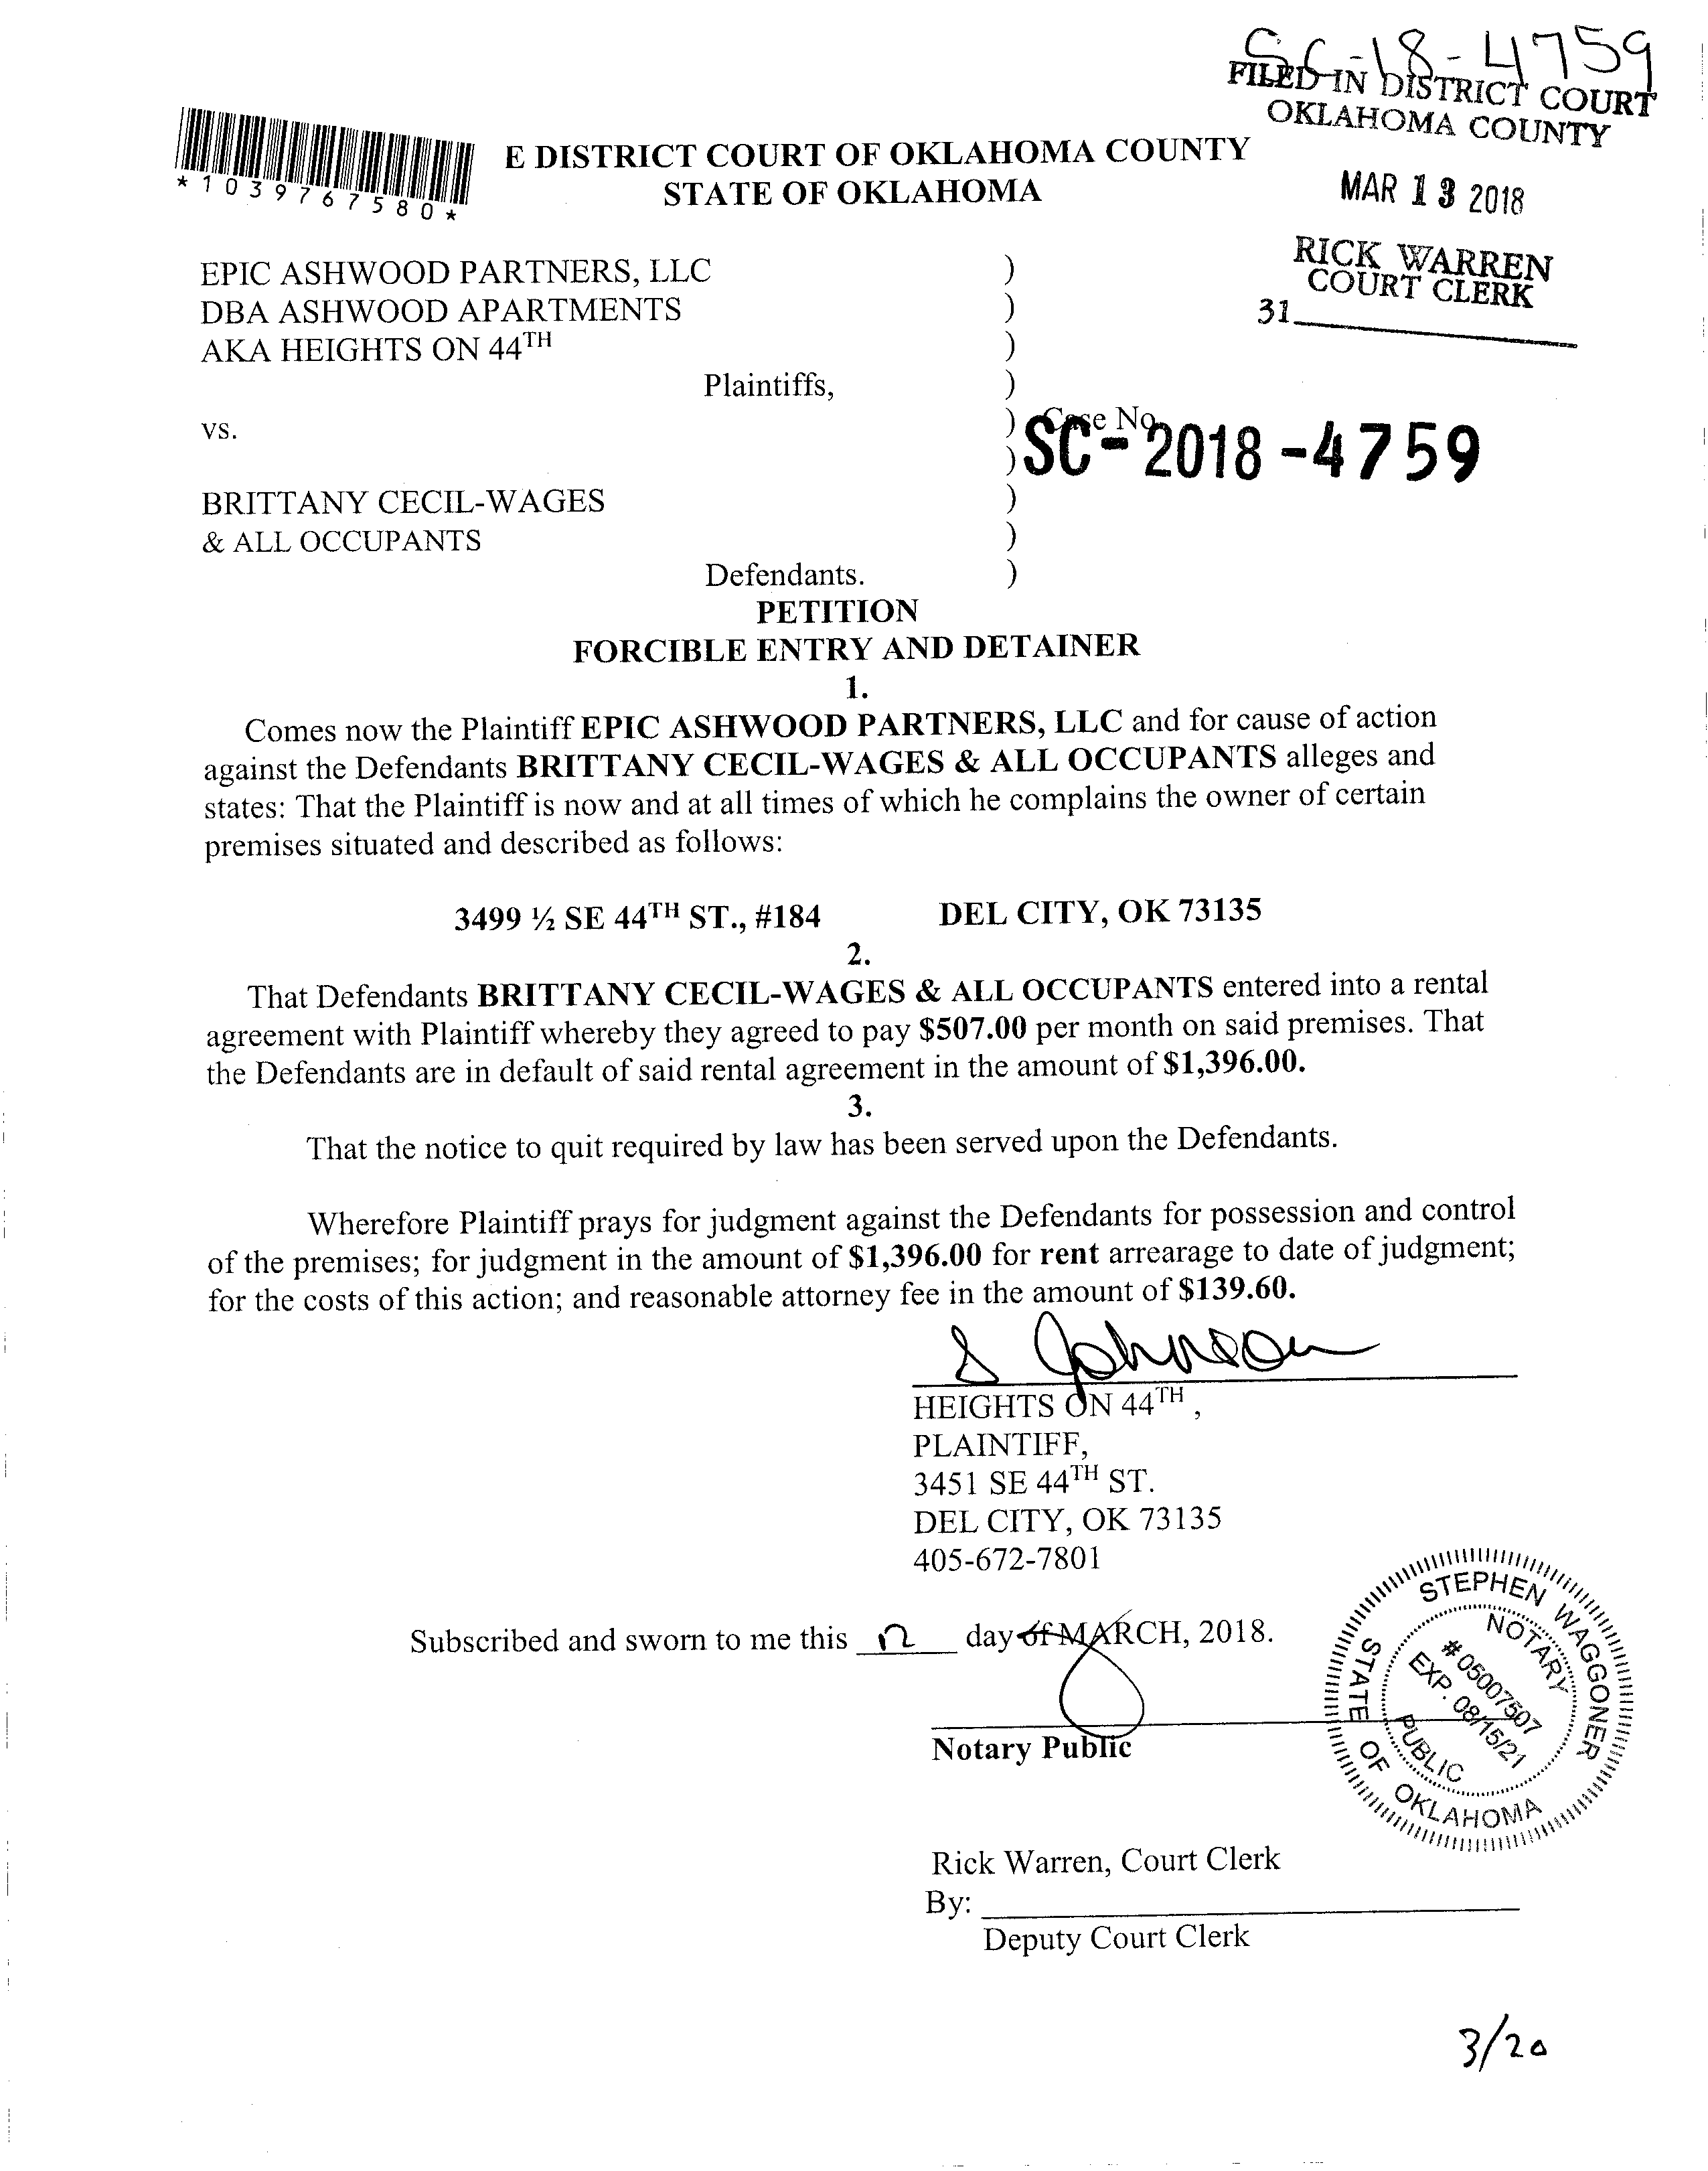 SC-18-4759
FILED IN DISTRICT COURT
OKLAHOMA COUNTY
MAR 13 2018
RICK WARREN
COURT CLERK
31
*1039767580*
E DISTRICT COURT OF OKLAHOMA COUNTY
STATE OF OKLAHOMA
EPIC ASHWOOD PARTNERS, LLC )
DBA ASHWOOD APARTMENTS )
AKA HEIGHTS ON 44TH )
Plaintiffs, )
vs. ) Case No.
) SC-2018-4759
BRITTANY CECIL-WAGES )
& ALL OCCUPANTS )
Defendants. )
PETITION
FORCIBLE ENTRY AND DETAINER
1.
Comes now the Plaintiff EPIC ASHWOOD PARTNERS, LLC and for cause of action
against the Defendants BRITTANY CECIL-WAGES & ALL OCCUPANTS alleges and
states: That the Plaintiff is now and at all times of which he complains the owner of certain
premises situated and described as follows:
3499 ½ SE 44TH ST., #184 DEL CITY, OK 73135
2.
That Defendants BRITTANY CECIL-WAGES & ALL OCCUPANTS entered into a rental
agreement with Plaintiff whereby they agreed to pay $507.00 per month on said premises. That
the Defendants are in default of said rental agreement in the amount of $1,396.00.
3.
That the notice to quit required by law has been served upon the Defendants.
Wherefore Plaintiff prays for judgment against the Defendants for possession and control
of the premises; for judgment in the amount of $1,396.00 for rent arrearage to date of judgment;
for the costs of this action; and reasonable attorney fee in the amount of $139.60.
S Johnson
HEIGHTS ON 44TH ,
PLAINTIFF,
3451 SE 44TH ST.
DEL CITY, OK 73135
405-672-7801
Subscribed and sworn to me this day of MARCH, 2018.
Notary Public
STEPHEN WAGGONER
NOTARY
# 05007507
EXP. 08/15/21
PUBLIC
STATE OF OKLAHOMA
Rick Warren, Court Clerk
By:
Deputy Court Clerk
3/20